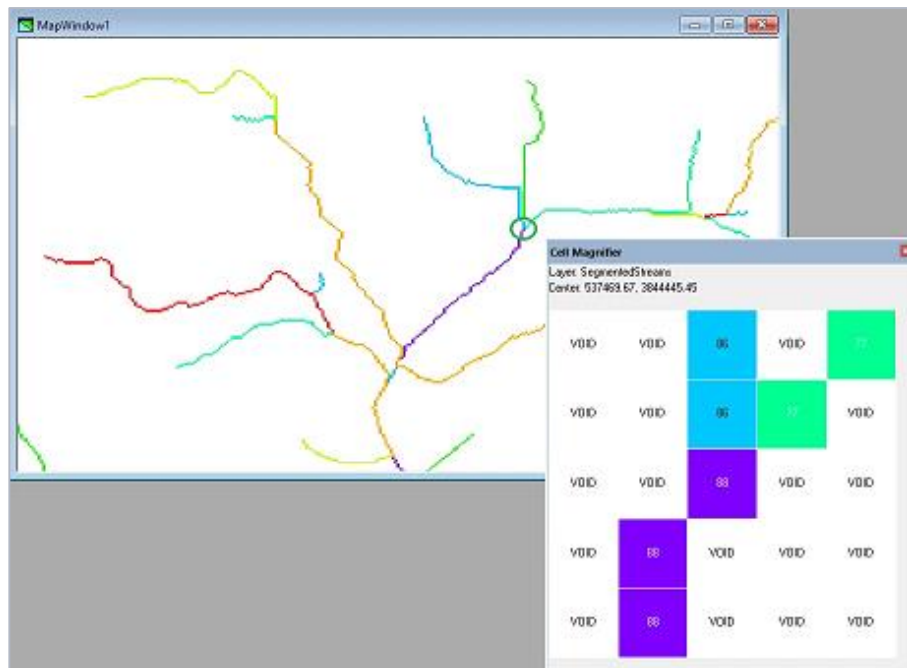 MapWindow1
Cell Magnifier
Layer: SegmentedStreams
Center: 537469.67, 3844445.45
VOID VOID 86 VOID 77
VOID VOID 86 77 VOID
VOID VOID 88 VOID VOID
VOID 88 VOID VOID VOID
VOID 88 VOID VOID VOID